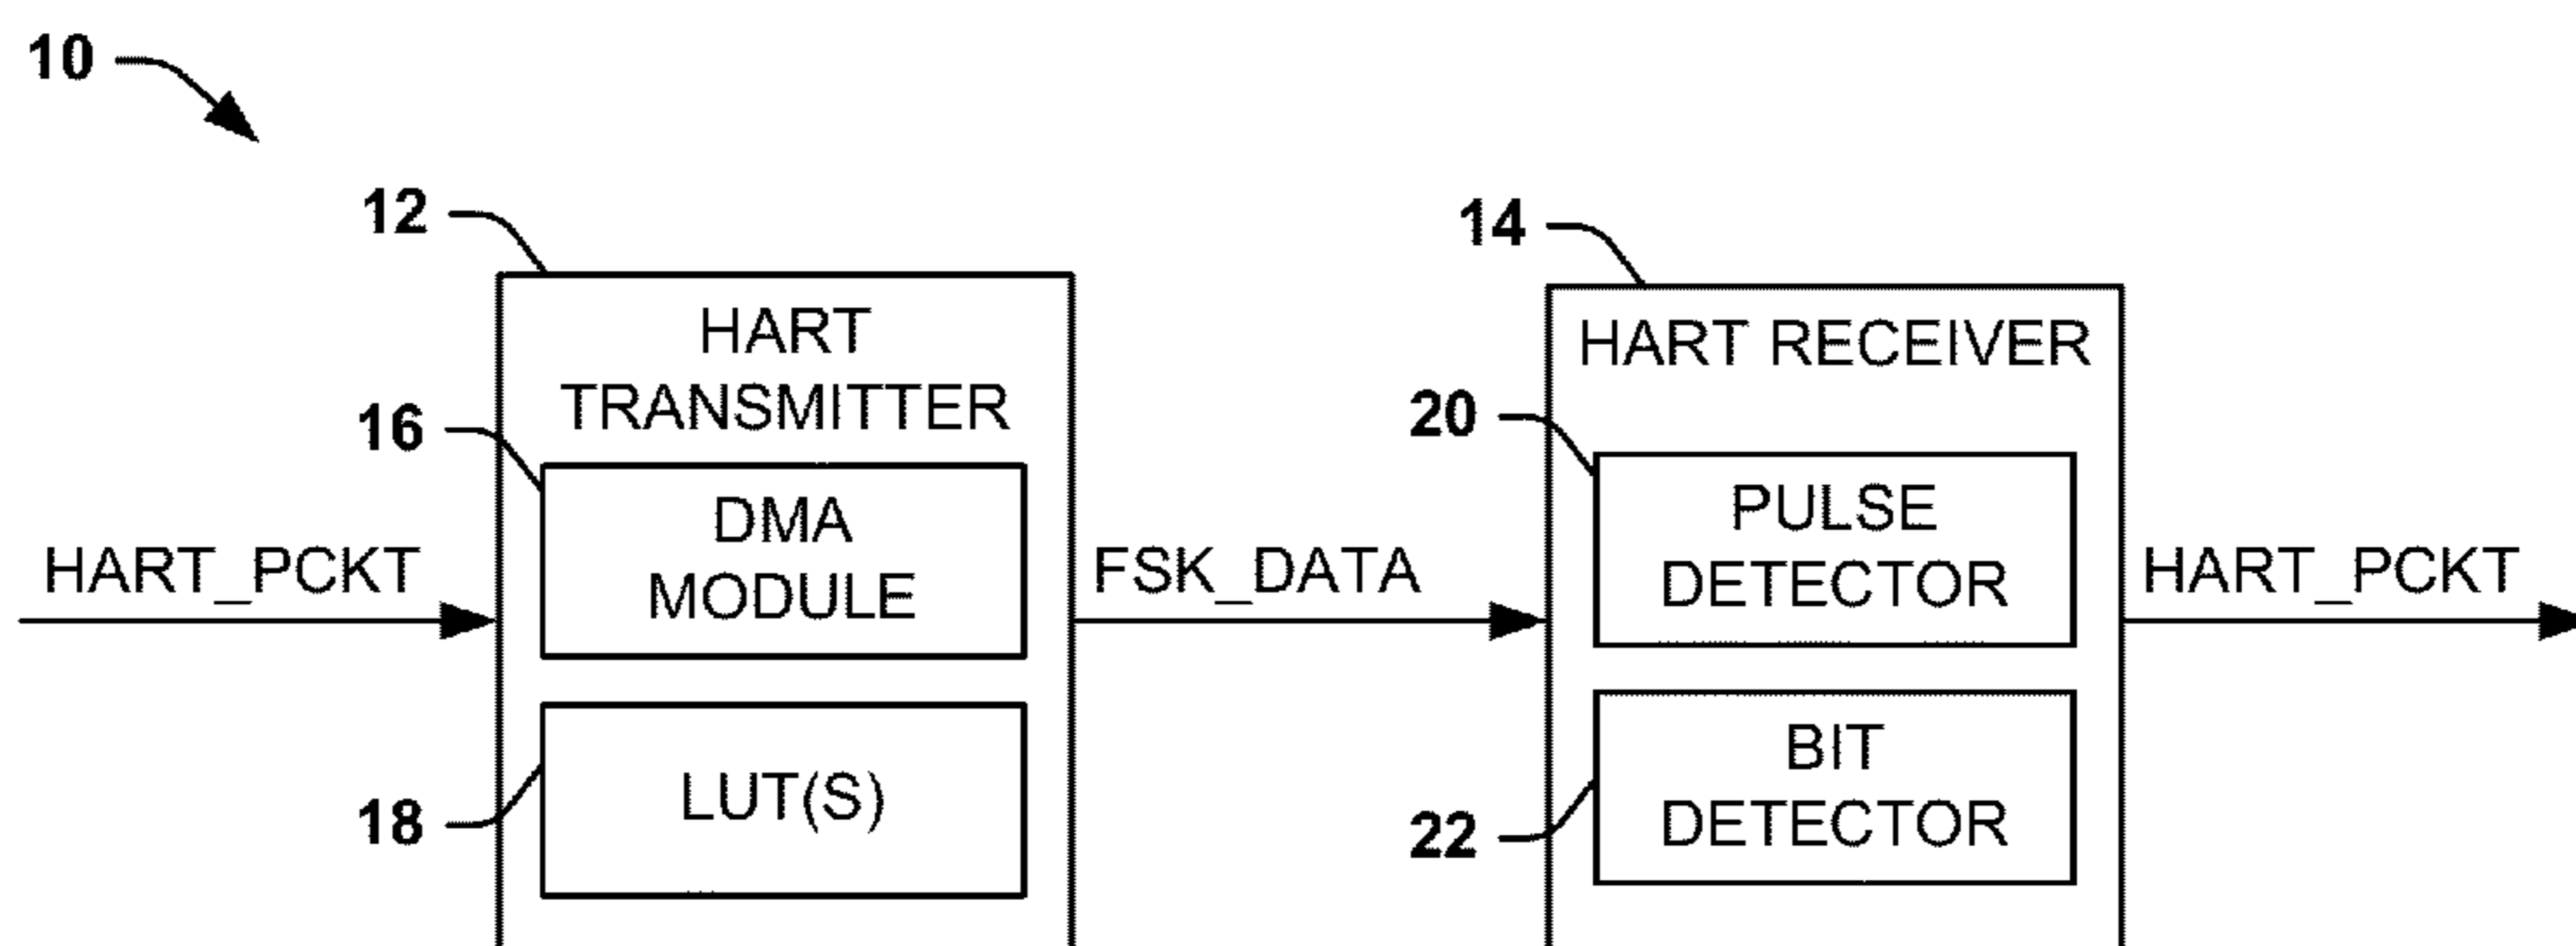 10
12
HART
TRANSMITTER
16
DMA
MODULE
18
LUT(S)
HART_PCKT
FSK_DATA
14
HART RECEIVER
20
PULSE
DETECTOR
22
BIT
DETECTOR
HART_PCKT